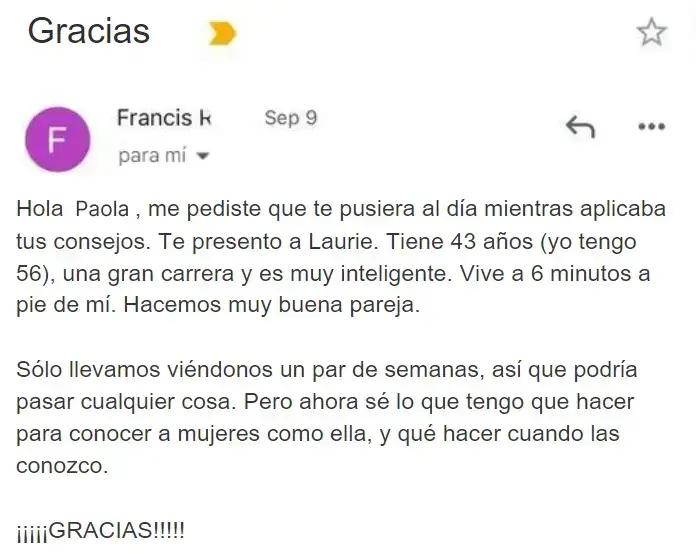 Gracias
F
Francis Sep 9
para mí
Hola Paola , me pediste que te pusiera al día mientras aplicaba
tus consejos. Te presento a Laurie. Tiene 43 años (yo tengo
56), una gran carrera y es muy inteligente. Vive a 6 minutos a
pie de mí. Hacemos muy buena pareja.
Sólo llevamos viéndonos un par de semanas, así que podría
pasar cualquier cosa. Pero ahora sé lo que tengo que hacer
para conocer a mujeres como ella, y qué hacer cuando las
conozco.
¡¡¡¡¡GRACIAS!!!!!